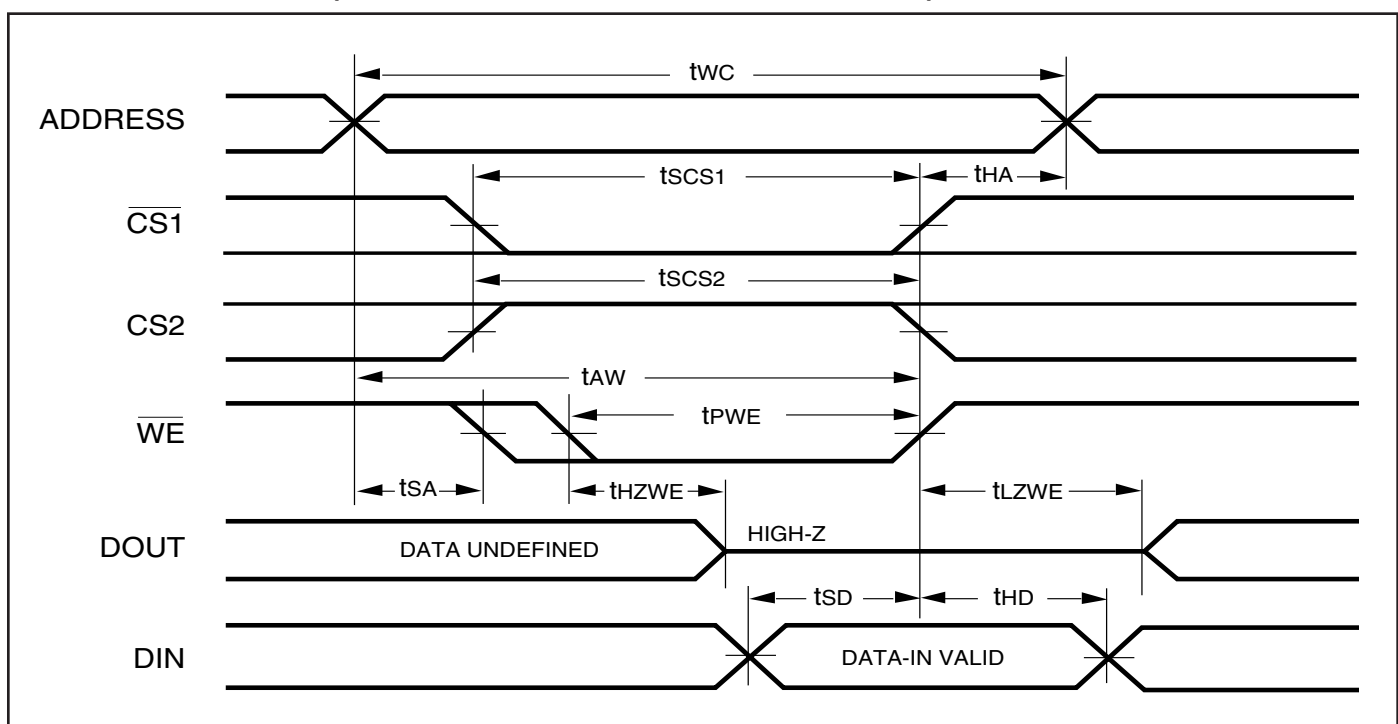 tWC
ADDRESS
tSCS1
tHA
CS1
tSCS2
CS2
tAW
WE
tPWE
tSA
tHZWE
tLZWE
DOUT
DATA UNDEFINED
HIGH-Z
tSD
tHD
DIN
DATA-IN VALID